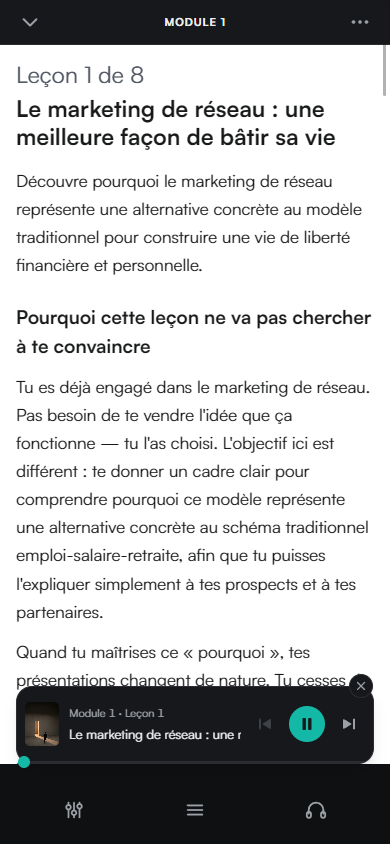 MODULE 1
Leçon 1 de 8
Le marketing de réseau : une
meilleure façon de bâtir sa vie
Découvre pourquoi le marketing de réseau
représente une alternative concrète au modèle
traditionnel pour construire une vie de liberté
financière et personnelle.
Pourquoi cette leçon ne va pas chercher
à te convaincre
Tu es déjà engagé dans le marketing de réseau.
Pas besoin de te vendre l'idée que ça
fonctionne — tu l'as choisi. L'objectif ici est
différent : te donner un cadre clair pour
comprendre pourquoi ce modèle représente
une alternative concrète au schéma traditionnel
emploi-salaire-retraite, afin que tu puisses
l'expliquer simplement à tes prospects et à tes
partenaires.
Quand tu maîtrises ce « pourquoi », tes
présentations changent de nature. Tu cesses
Module 1 • Leçon 1
Le marketing de réseau : une